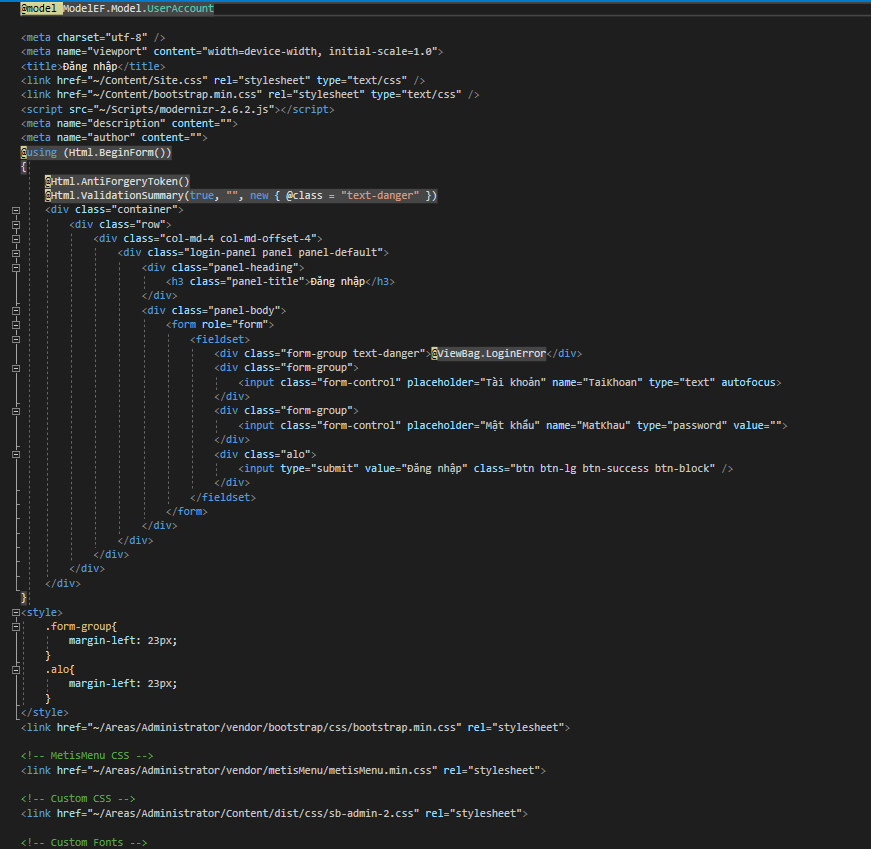 @model ModelEF.Model.UserAccount
<meta charset="utf-8" />
<meta name="viewport" content="width=device-width, initial-scale=1.0">
<title>Đăng nhập</title>
<link href="~/Content/Site.css" rel="stylesheet" type="text/css" />
<link href="~/Content/bootstrap.min.css" rel="stylesheet" type="text/css" />
<script src="~/Scripts/modernizr-2.6.2.js"></script>
<meta name="description" content="">
<meta name="author" content="">
@using (Html.BeginForm())
{
@Html.AntiForgeryToken()
@Html.ValidationSummary(true, "", new { @class = "text-danger" })
<div class="container">
<div class="row">
<div class="col-md-4 col-md-offset-4">
<div class="login-panel panel panel-default">
<div class="panel-heading">
<h3 class="panel-title">Đăng nhập</h3>
</div>
<div class="panel-body">
<form role="form">
<fieldset>
<div class="form-group text-danger">@ViewBag.LoginError</div>
<div class="form-group">
<input class="form-control" placeholder="Tài khoản" name="TaiKhoan" type="text" autofocus>
</div>
<div class="form-group">
<input class="form-control" placeholder="Mật khẩu" name="MatKhau" type="password" value="">
</div>
<div class="alo">
<input type="submit" value="Đăng nhập" class="btn btn-lg btn-success btn-block" />
</div>
</fieldset>
</form>
</div>
</div>
</div>
</div>
</div>
}
<style>
.form-group{
margin-left: 23px;
}
.alo{
margin-left: 23px;
}
</style>
<link href="~/Areas/Administrator/vendor/bootstrap/css/bootstrap.min.css" rel="stylesheet">
<!-- MetisMenu CSS -->
<link href="~/Areas/Administrator/vendor/metisMenu/metisMenu.min.css" rel="stylesheet">
<!-- Custom CSS -->
<link href="~/Areas/Administrator/Content/dist/css/sb-admin-2.css" rel="stylesheet">
<!-- Custom Fonts -->